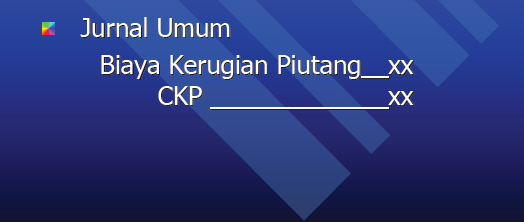 Jurnal Umum
Biaya Kerugian Piutang__xx
CKP _____________xx